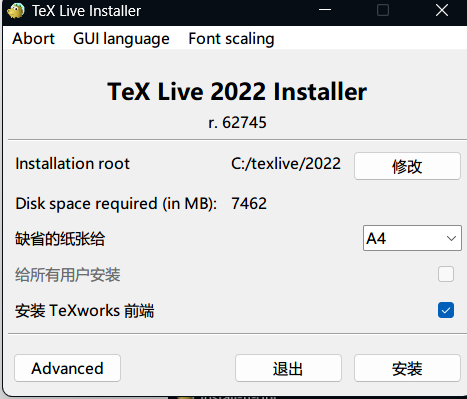 TeX Live Installer
Abort GUI language Font scaling
TeX Live 2022 Installer
r. 62745
Installation root C:/texlive/2022 修改
Disk space required (in MB): 7462
缺省的纸张给 A4
给所有用户安装
安装 TeXworks 前端
Advanced 退出 安装